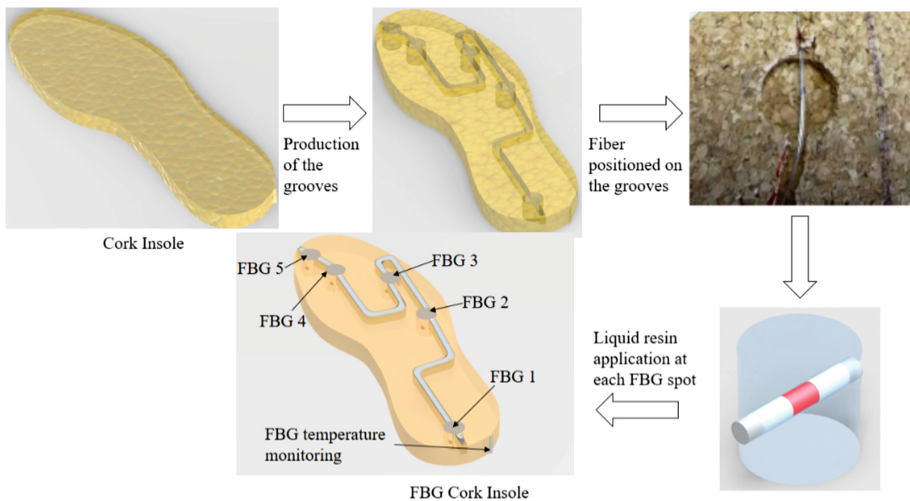 Production
of the
grooves
Fiber
positioned on
the grooves
Cork Insole
FBG 5
FBG 4
FBG 3
FBG 2
FBG 1
FBG temperature
monitoring
Liquid resin
application at
each FBG spot
FBG Cork Insole